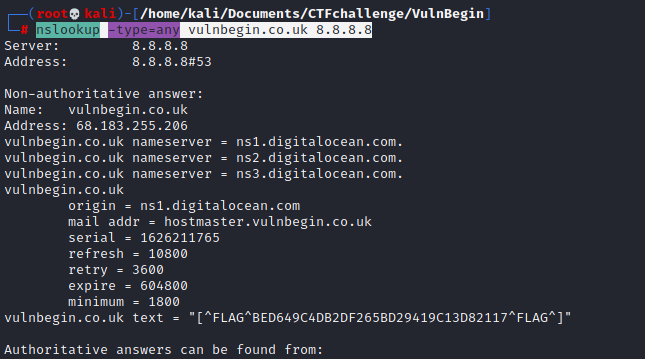 (root💀kali)-[/home/kali/Documents/CTFchallenge/VulnBegin]
# nslookup -type=any vulnbegin.co.uk 8.8.8.8
Server: 8.8.8.8
Address: 8.8.8.8#53
Non-authoritative answer:
Name: vulnbegin.co.uk
Address: 68.183.255.206
vulnbegin.co.uk nameserver = ns1.digitalocean.com.
vulnbegin.co.uk nameserver = ns2.digitalocean.com.
vulnbegin.co.uk nameserver = ns3.digitalocean.com.
vulnbegin.co.uk
origin = ns1.digitalocean.com
mail addr = hostmaster.vulnbegin.co.uk
serial = 1626211765
refresh = 10800
retry = 3600
expire = 604800
minimum = 1800
vulnbegin.co.uk text = "[^FLAG^BED649C4DB2DF265BD29419C13D82117^FLAG^]"
Authoritative answers can be found from: